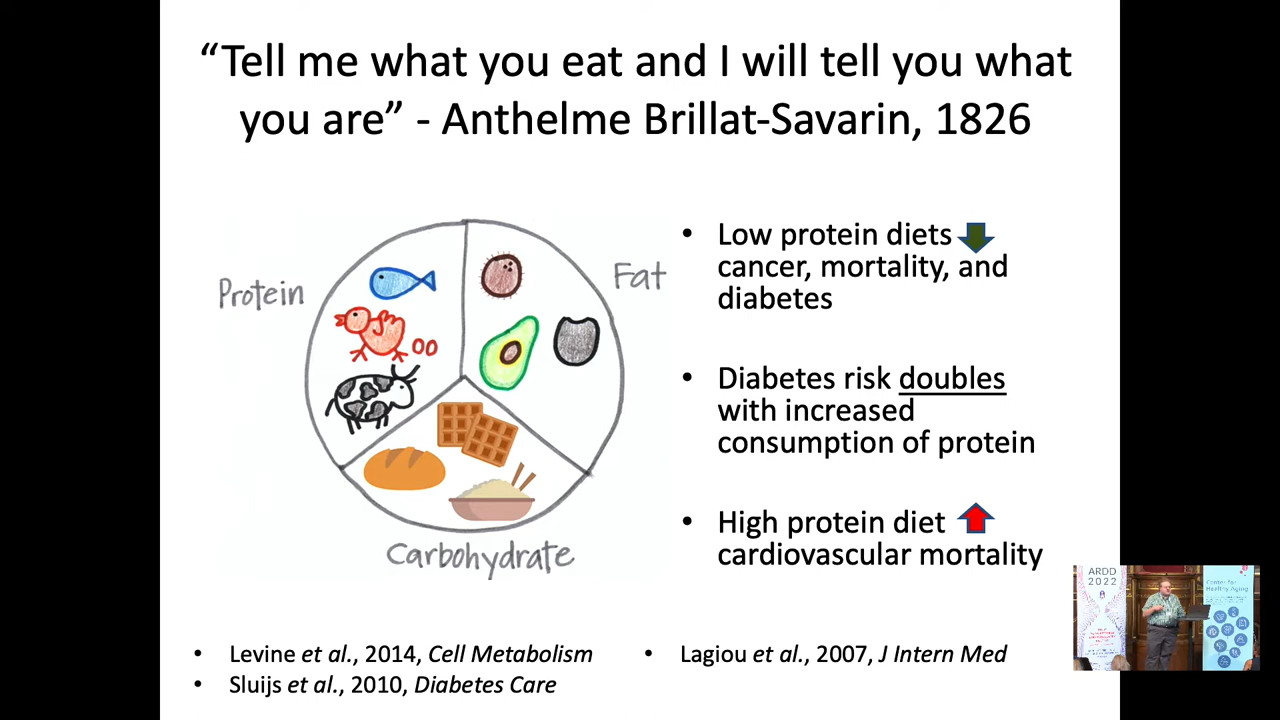 “Tell me what you eat and I will tell you what
you are” - Anthelme Brillat-Savarin, 1826
Protein
Fat
Carbohydrate
• Low protein diets
cancer, mortality, and
diabetes
• Diabetes risk doubles
with increased
consumption of protein
• High protein diet
cardiovascular mortality
• Levine et al., 2014, Cell Metabolism
• Sluijs et al., 2010, Diabetes Care
• Lagiou et al., 2007, J Intern Med
ARDD
2022
Center for
Healthy Aging